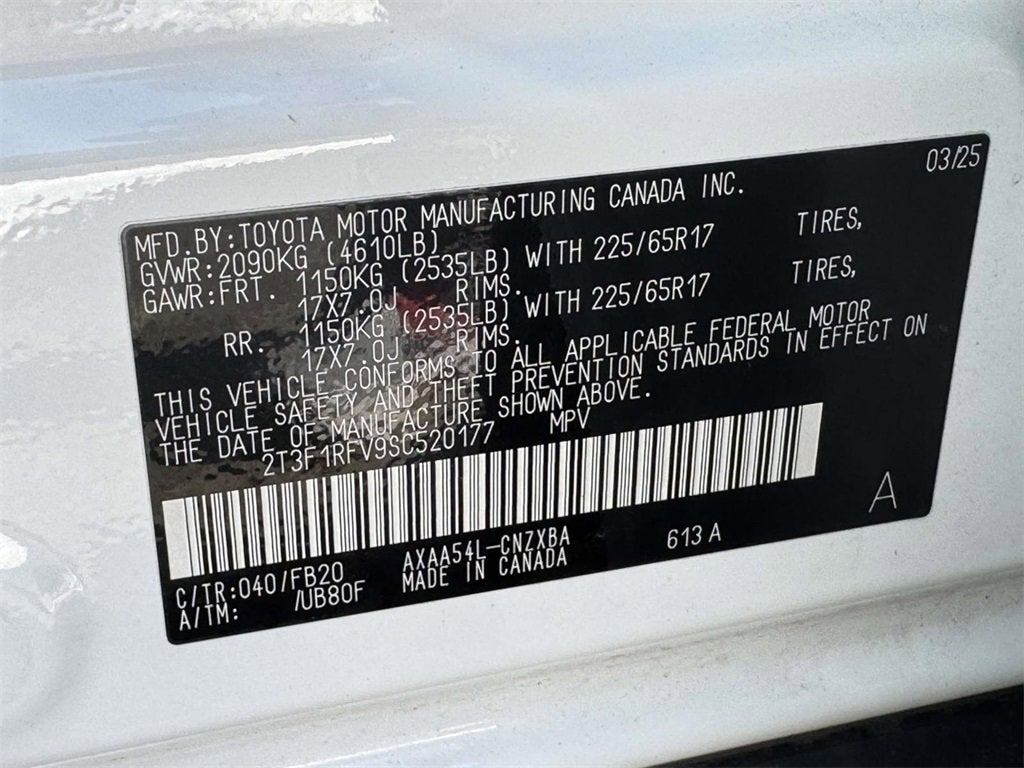 03/25
MFD.BY:TOYOTA MOTOR MANUFACTURING CANADA INC.
GVWR:2090KG (4610LB)
GAWR:FRT. 1150KG (2535LB) WITH 225/65R17 TIRES,
17X7.0J RIMS.
RR. 1150KG (2535LB) WITH 225/65R17 TIRES,
17X7.0J RIMS.
THIS VEHICLE CONFORMS TO ALL APPLICABLE FEDERAL MOTOR
VEHICLE SAFETY AND THEFT PREVENTION STANDARDS IN EFFECT ON
THE DATE OF MANUFACTURE SHOWN ABOVE.
2T3F1RFV9SC520177 MPV
A
C/TR:040/FB20 AXAA54L-CNZXBA 613 A
A/TM: /UB80F MADE IN CANADA